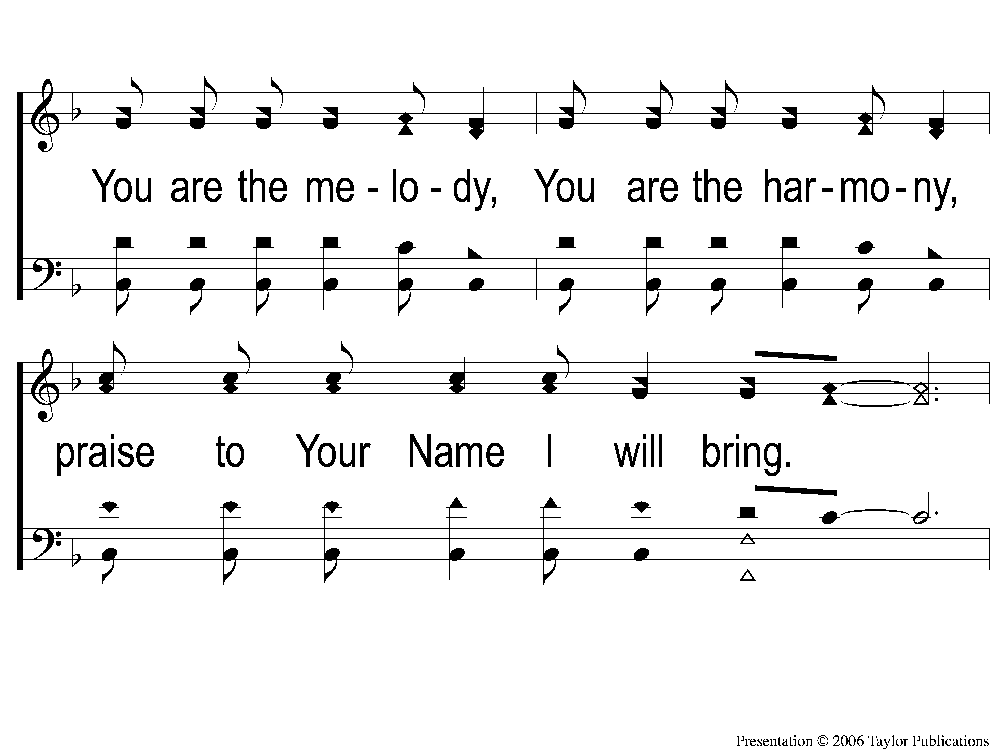 You are the me - lo - dy, You are the har - mo - ny,
praise to Your Name I will bring.
Presentation © 2006 Taylor Publications